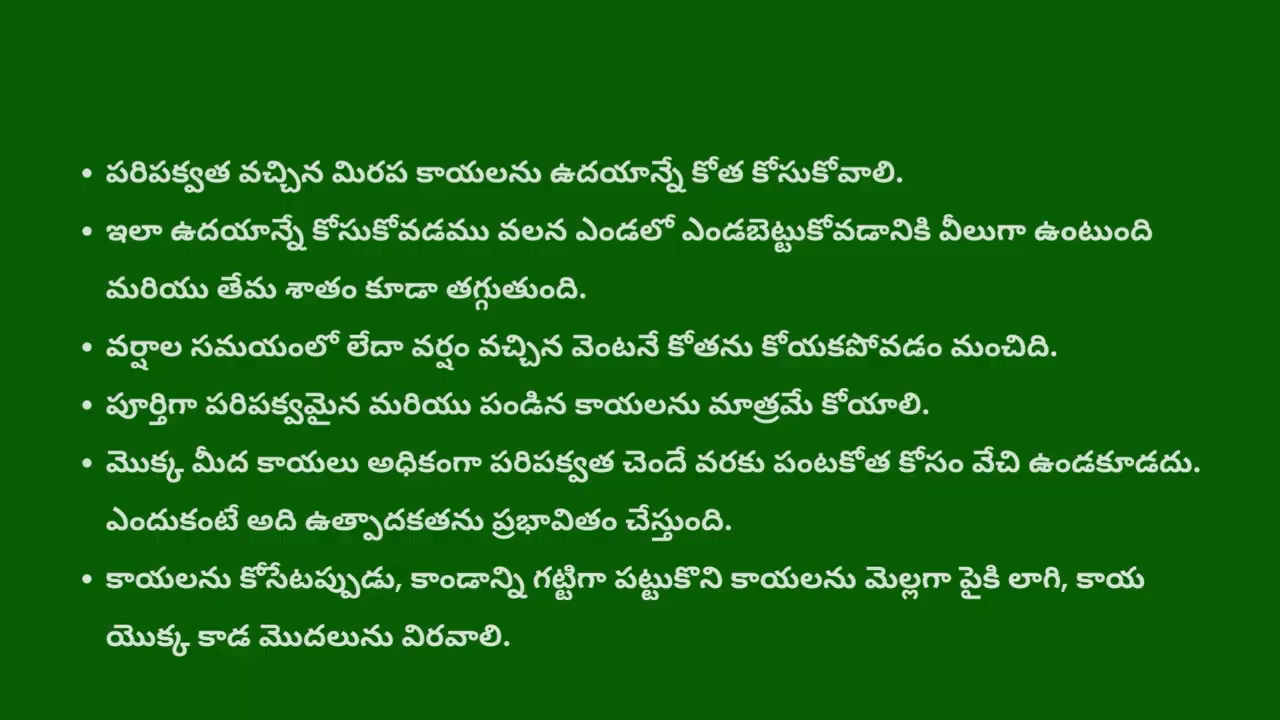 • పరిపక్వత వచ్చిన మిరప కాయలను ఉదయాన్నే కోత కోసుకోవాలి.
• ఇలా ఉదయాన్నే కోసుకోవడము వలన ఎండలో ఎండబెట్టుకోవడానికి వీలుగా ఉంటుంది
మరియు తేమ శాతం కూడా తగ్గుతుంది.
• వర్షాల సమయంలో లేదా వర్షం వచ్చిన వెంటనే కోతను కోయకపోవడం మంచిది.
• పూర్తిగా పరిపక్వమైన మరియు పండిన కాయలను మాత్రమే కోయాలి.
• మొక్క మీద కాయలు అధికంగా పరిపక్వత చెందే వరకు పంటకోత కోసం వేచి ఉండకూడదు.
ఎందుకంటే అది ఉత్పాదకతను ప్రభావితం చేస్తుంది.
• కాయలను కోసేటప్పుడు, కాండాన్ని గట్టిగా పట్టుకొని కాయలను మెల్లగా పైకి లాగి, కాయ
యొక్క కాడ మొదలును విరవాలి.